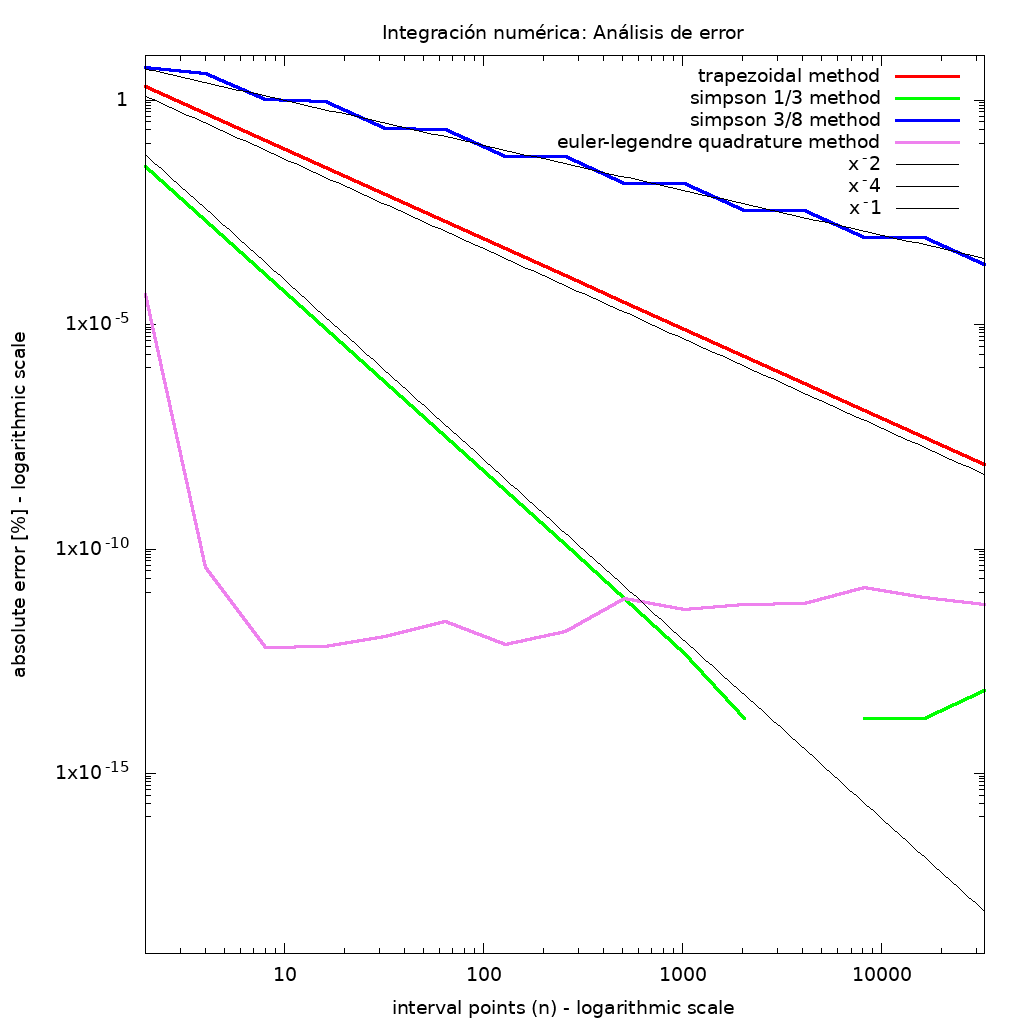 Integración numérica: Análisis de error
trapezoidal method
simpson 1/3 method
simpson 3/8 method
euler-legendre quadrature method
x⁻2
x⁻4
x⁻1
1
1x10⁻⁵
1x10⁻¹⁰
1x10⁻¹⁵
absolute error [%] - logarithmic scale
10 100 1000 10000
interval points (n) - logarithmic scale